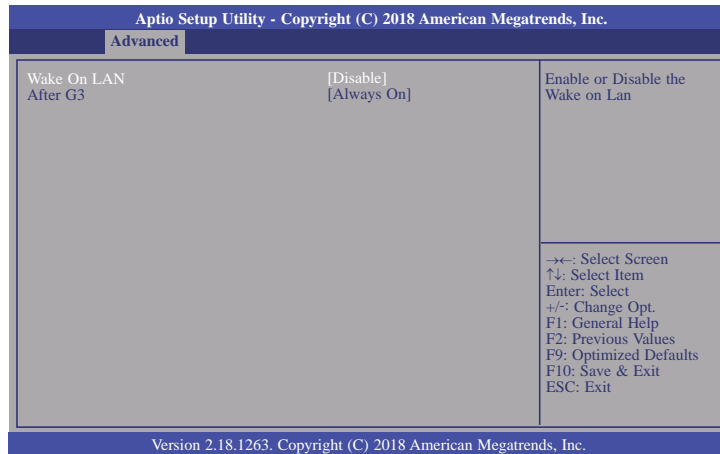 Aptio Setup Utility - Copyright (C) 2018 American Megatrends, Inc.
Advanced
Wake On LAN [Disable]
After G3 [Always On]
Enable or Disable the
Wake on Lan
→←: Select Screen
↑↓: Select Item
Enter: Select
+/-: Change Opt.
F1: General Help
F2: Previous Values
F9: Optimized Defaults
F10: Save & Exit
ESC: Exit
Version 2.18.1263. Copyright (C) 2018 American Megatrends, Inc.